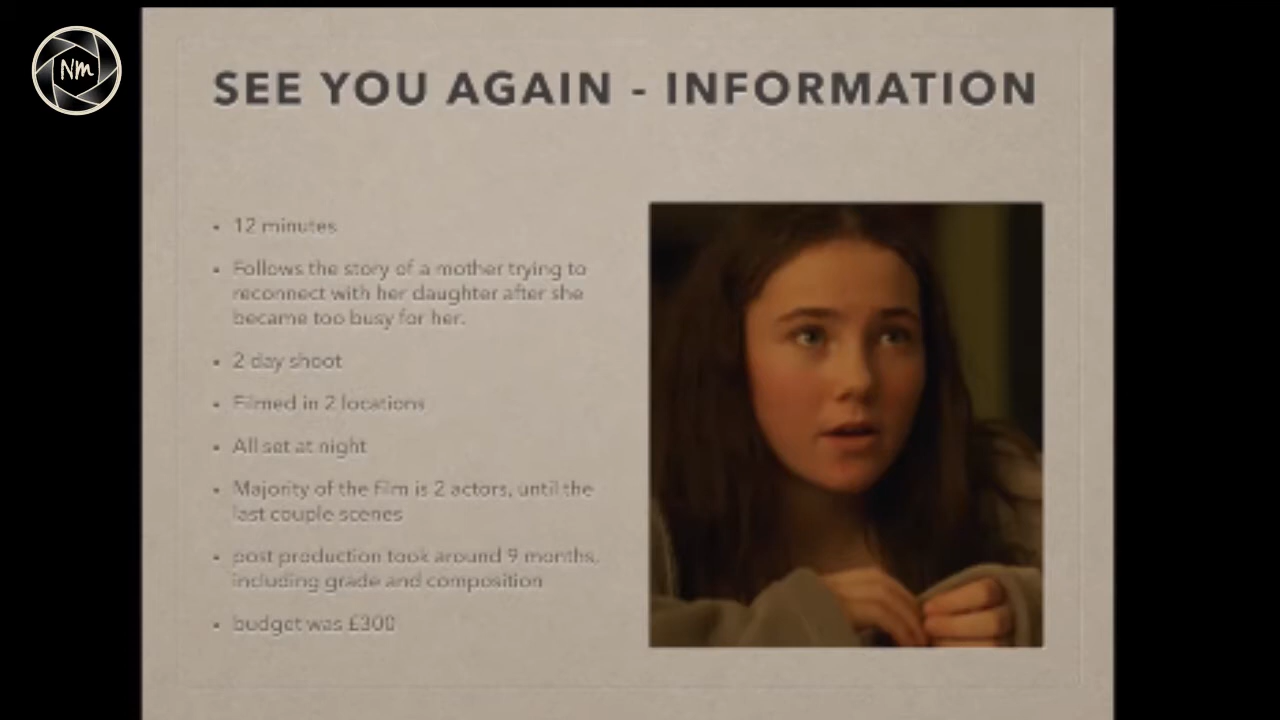 Nm
SEE YOU AGAIN - INFORMATION
• 12 minutes
• Follows the story of a mother trying to
reconnect with her daughter after she
became too busy for her.
• 2 day shoot
• Filmed in 2 locations
• All set at night
• Majority of the film is 2 actors, until the
last couple scenes
• post production took around 9 months,
including grade and composition
• budget was £300